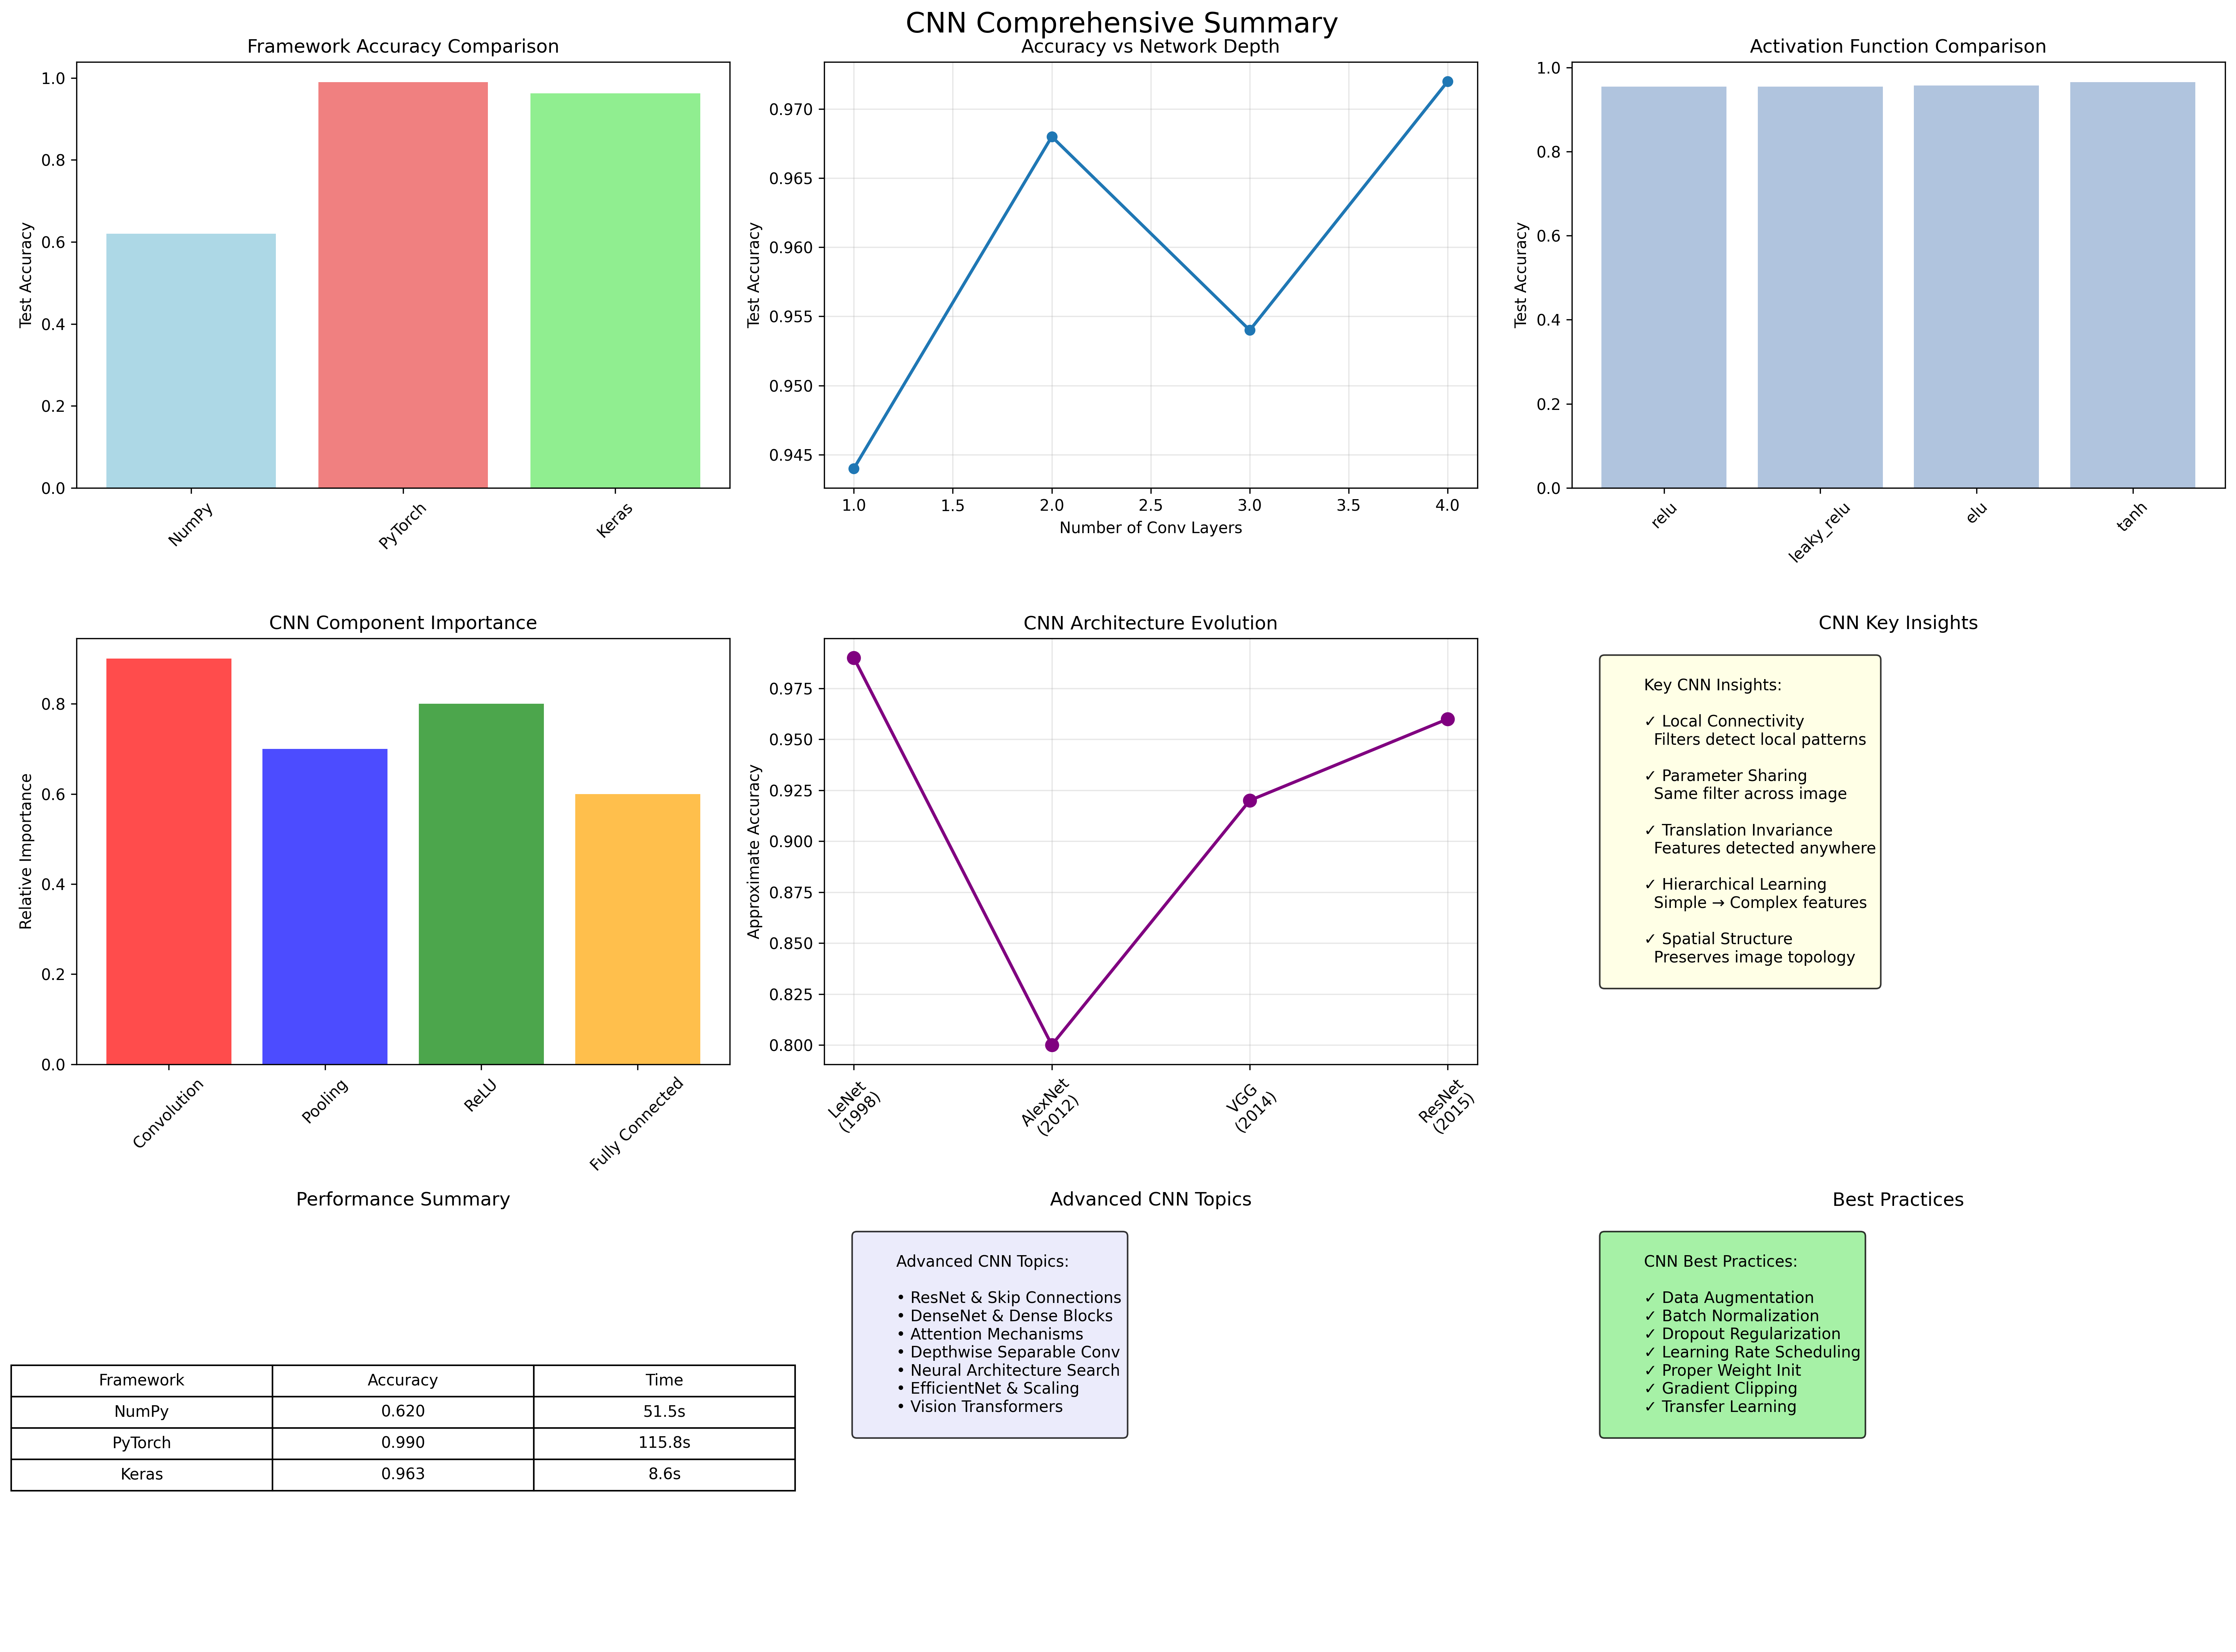 CNN Comprehensive Summary
Framework Accuracy Comparison
Test Accuracy
1.0
0.8
0.6
0.4
0.2
0.0
NumPy
PyTorch
Keras
Accuracy vs Network Depth
Test Accuracy
0.970
0.965
0.960
0.955
0.950
0.945
1.0 1.5 2.0 2.5 3.0 3.5 4.0
Number of Conv Layers
Activation Function Comparison
Test Accuracy
1.0
0.8
0.6
0.4
0.2
0.0
relu
leaky_relu
elu
tanh
CNN Component Importance
Relative Importance
0.8
0.6
0.4
0.2
0.0
Convolution
Pooling
ReLU
Fully Connected
CNN Architecture Evolution
Approximate Accuracy
0.975
0.950
0.925
0.900
0.875
0.850
0.825
0.800
LeNet
(1998)
AlexNet
(2012)
VGG
(2014)
ResNet
(2015)
CNN Key Insights
Key CNN Insights:
✓ Local Connectivity
Filters detect local patterns
✓ Parameter Sharing
Same filter across image
✓ Translation Invariance
Features detected anywhere
✓ Hierarchical Learning
Simple → Complex features
✓ Spatial Structure
Preserves image topology
Performance Summary
Framework Accuracy Time
NumPy 0.620 51.5s
PyTorch 0.990 115.8s
Keras 0.963 8.6s
Advanced CNN Topics
Advanced CNN Topics:
• ResNet & Skip Connections
• DenseNet & Dense Blocks
• Attention Mechanisms
• Depthwise Separable Conv
• Neural Architecture Search
• EfficientNet & Scaling
• Vision Transformers
Best Practices
CNN Best Practices:
✓ Data Augmentation
✓ Batch Normalization
✓ Dropout Regularization
✓ Learning Rate Scheduling
✓ Proper Weight Init
✓ Gradient Clipping
✓ Transfer Learning